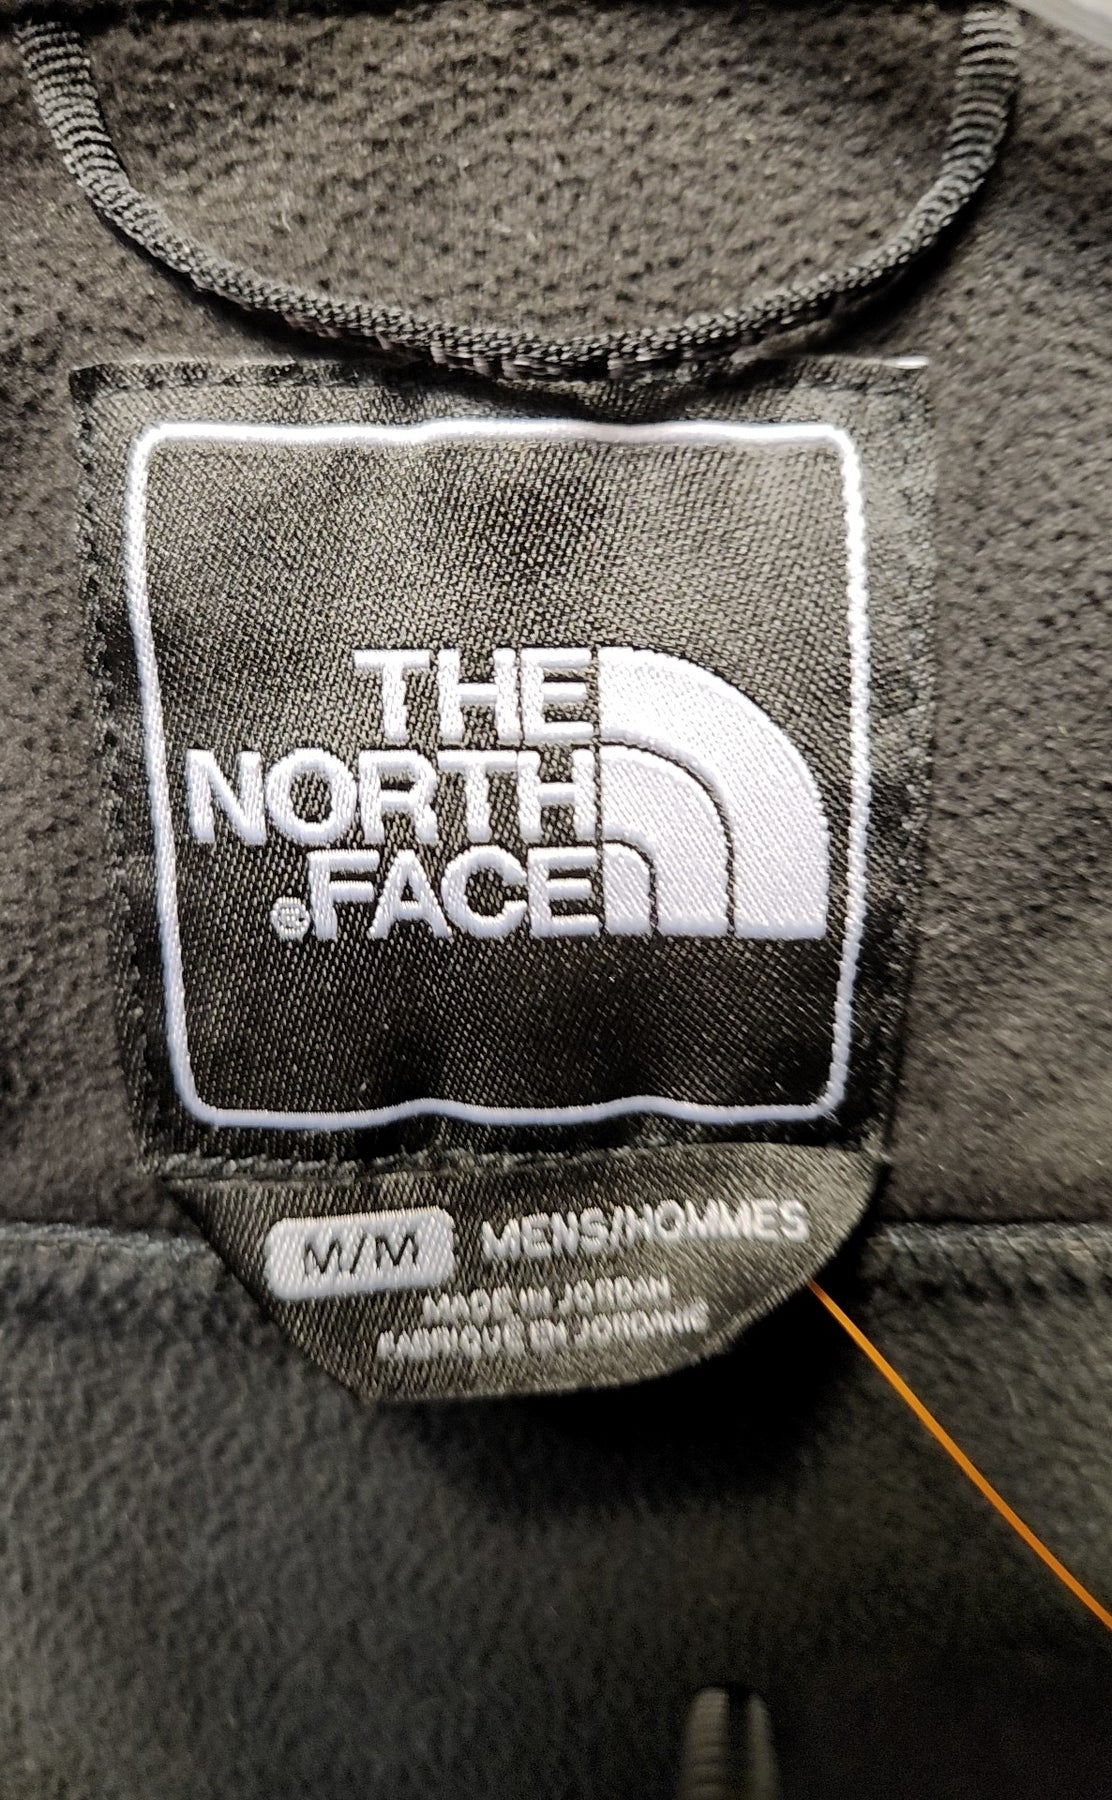 THE
NORTH
®FACE
M/M MENS/HOMMES
MADE IN JORDAN
FABRIQUÉ EN JORDANIE